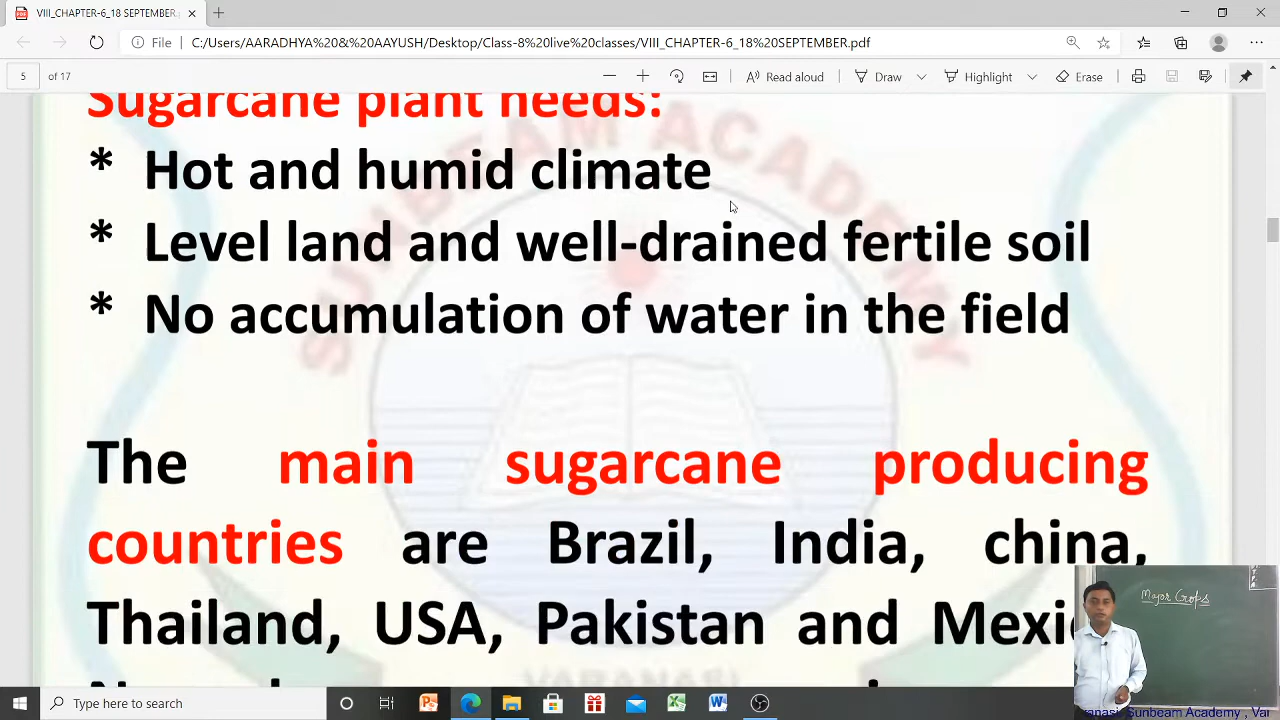 VIII_CHAPTER-6_18 SEPTEMBER.
File C:/Users/AARADHYA%20&%20AAYUSH/Desktop/Class-8%20live%20classes/VIII_CHAPTER-6_18%20SEPTEMBER.pdf
5 of 17 Read aloud Draw Highlight Erase
Sugarcane plant needs:
* Hot and humid climate
* Level land and well-drained fertile soil
* No accumulation of water in the field
The main sugarcane producing
countries are Brazil, India, china,
Thailand, USA, Pakistan and
SUNBEAM ACADEMY
VARANASI
Major Crops
Type here to search
Sunbeam Academy , Var